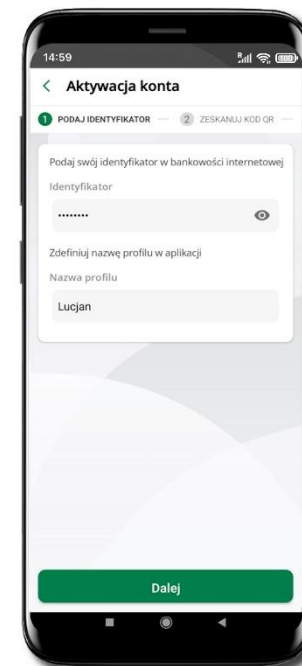 14:59
Aktywacja konta
1 PODAJ IDENTYFIKATOR
2 ZESKANUJ KOD QR
Podaj swój identyfikator w bankowości internetowej
Identyfikator
••••••••
Zdefiniuj nazwę profilu w aplikacji
Nazwa profilu
Lucjan
Dalej